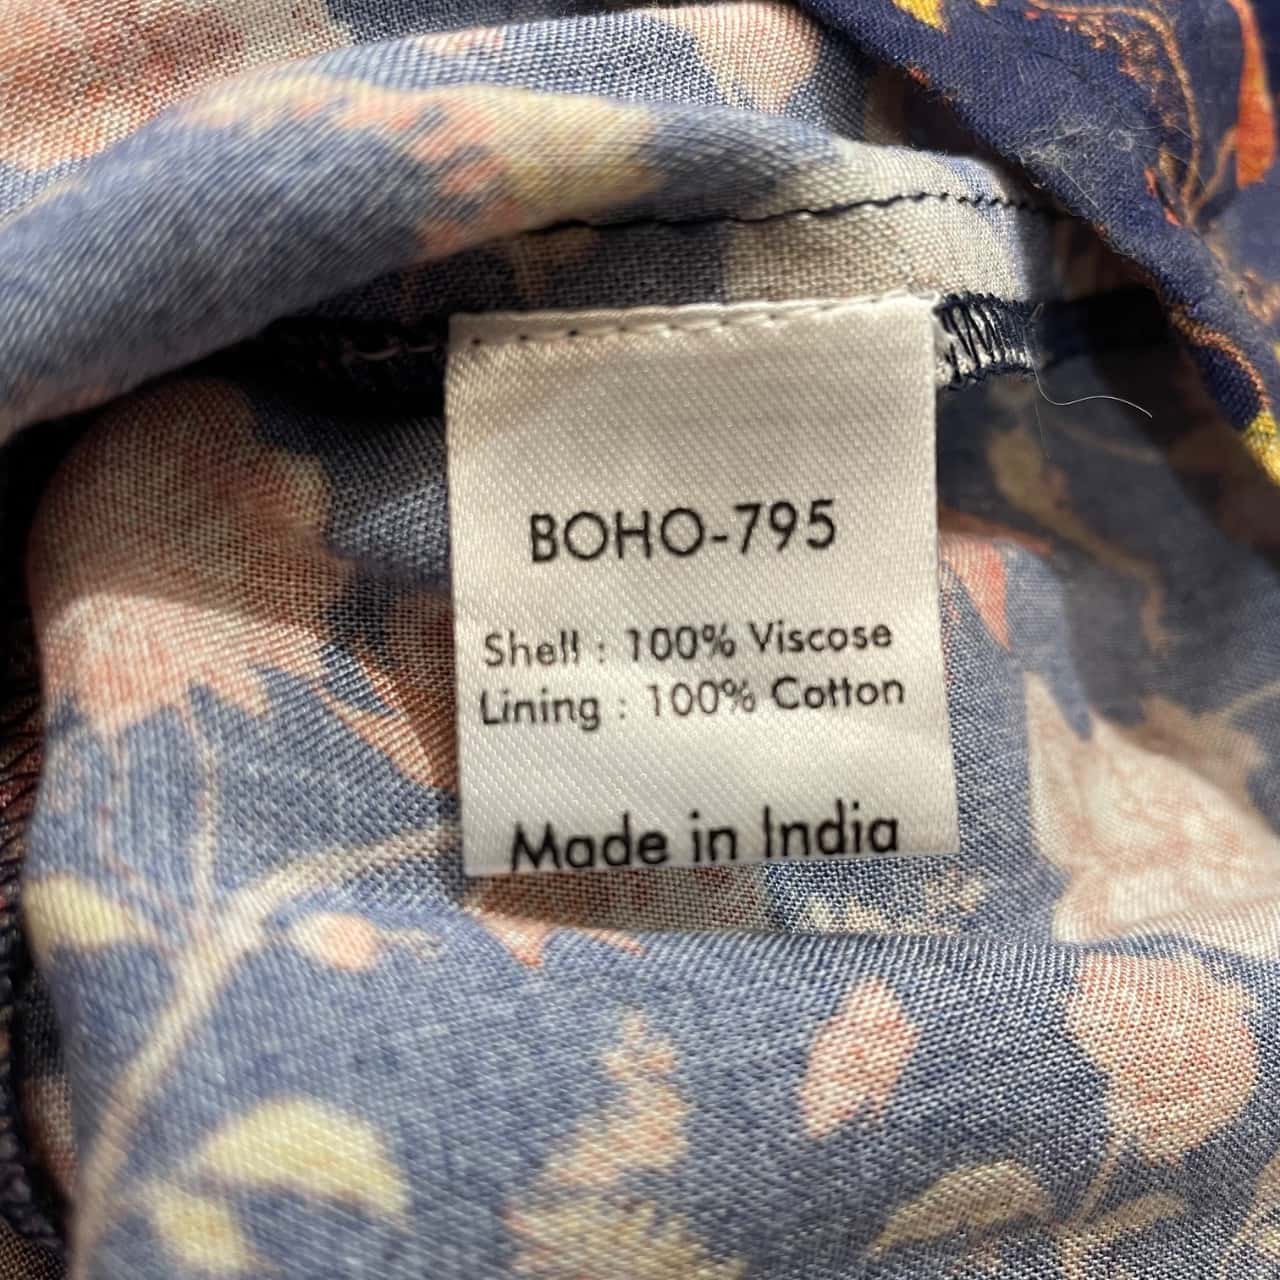 BOHO-795
Shell : 100% Viscose
Lining : 100% Cotton
Made in India